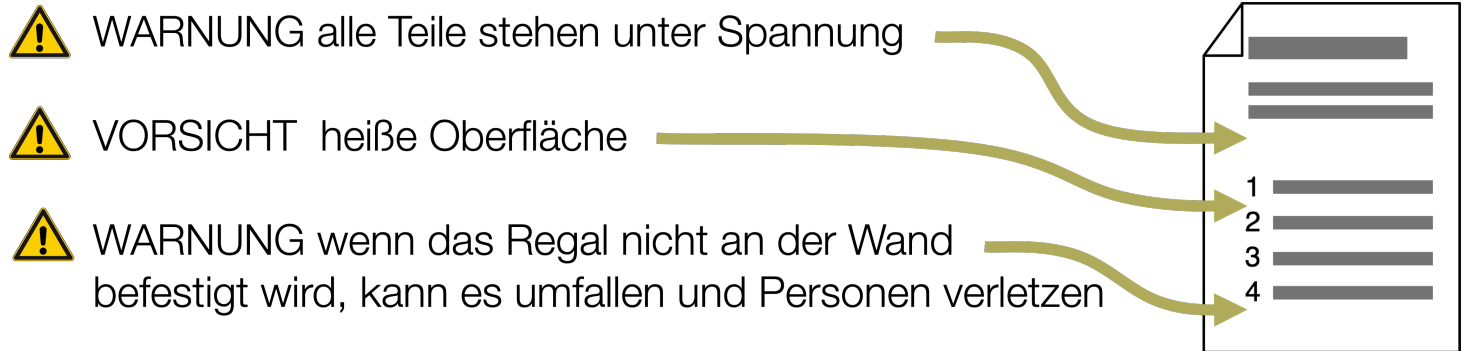 WARNUNG alle Teile stehen unter Spannung
VORSICHT heiße Oberfläche
WARNUNG wenn das Regal nicht an der Wand
befestigt wird, kann es umfallen und Personen verletzen
1
2
3
4